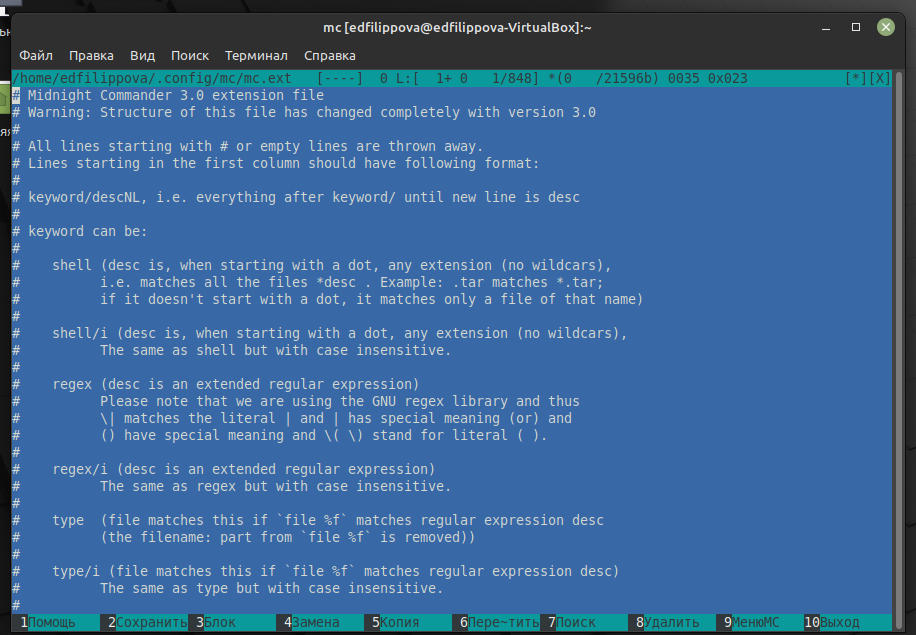 mc [edfilippova@edfilippova-VirtualBox]:~
Файл Правка Вид Поиск Терминал Справка
/home/edfilippova/.config/mc/mc.ext [----] 0 L:[ 1+ 0 1/848] *(0 /21596b) 0035 0x023 [*][X]
# Midnight Commander 3.0 extension file
# Warning: Structure of this file has changed completely with version 3.0
#
# All lines starting with # or empty lines are thrown away.
# Lines starting in the first column should have following format:
#
# keyword/descNL, i.e. everything after keyword/ until new line is desc
#
# keyword can be:
#
#    shell (desc is, when starting with a dot, any extension (no wildcars),
#          i.e. matches all the files *desc . Example: .tar matches *.tar;
#          if it doesn't start with a dot, it matches only a file of that name)
#
#    shell/i (desc is, when starting with a dot, any extension (no wildcars),
#          The same as shell but with case insensitive.
#
#    regex (desc is an extended regular expression)
#          Please note that we are using the GNU regex library and thus
#          \| matches the literal | and | has special meaning (or) and
#          () have special meaning and \( \) stand for literal ( ).
#
#    regex/i (desc is an extended regular expression)
#          The same as regex but with case insensitive.
#
#    type  (file matches this if `file %f` matches regular expression desc
#          (the filename: part from `file %f` is removed))
#
#    type/i (file matches this if `file %f` matches regular expression desc)
#          The same as type but with case insensitive.
#
1Помощь 2Сохранить 3Блок 4Замена 5Копия 6Пере~тить 7Поиск 8Удалить 9МенюMC 10Выход